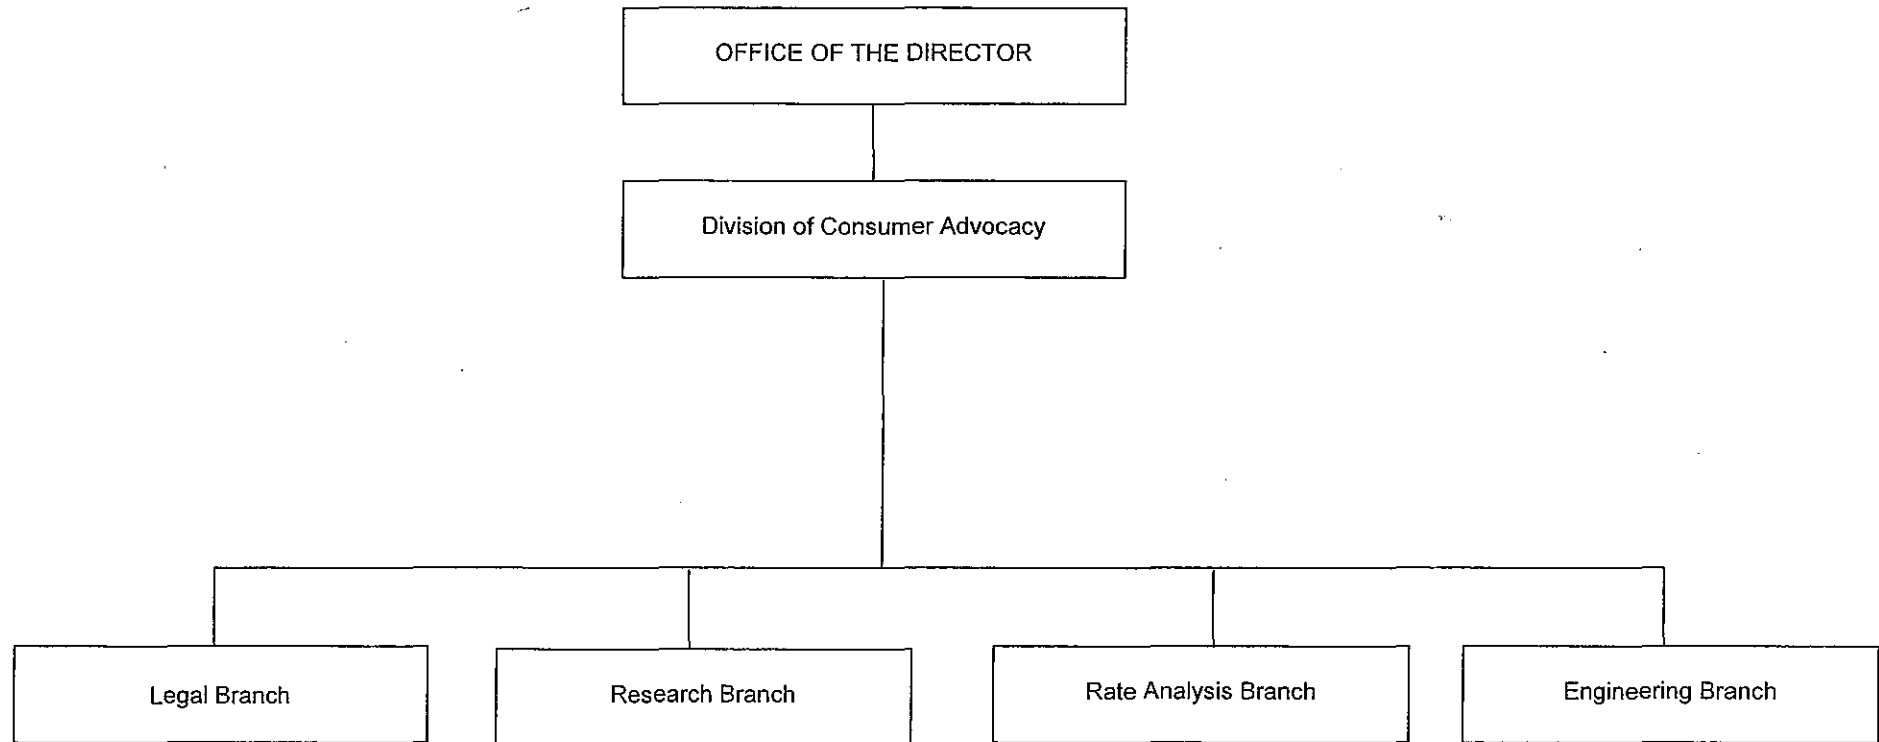 OFFICE OF THE DIRECTOR
Division of Consumer Advocacy
Legal Branch
Research Branch
Rate Analysis Branch
Engineering Branch